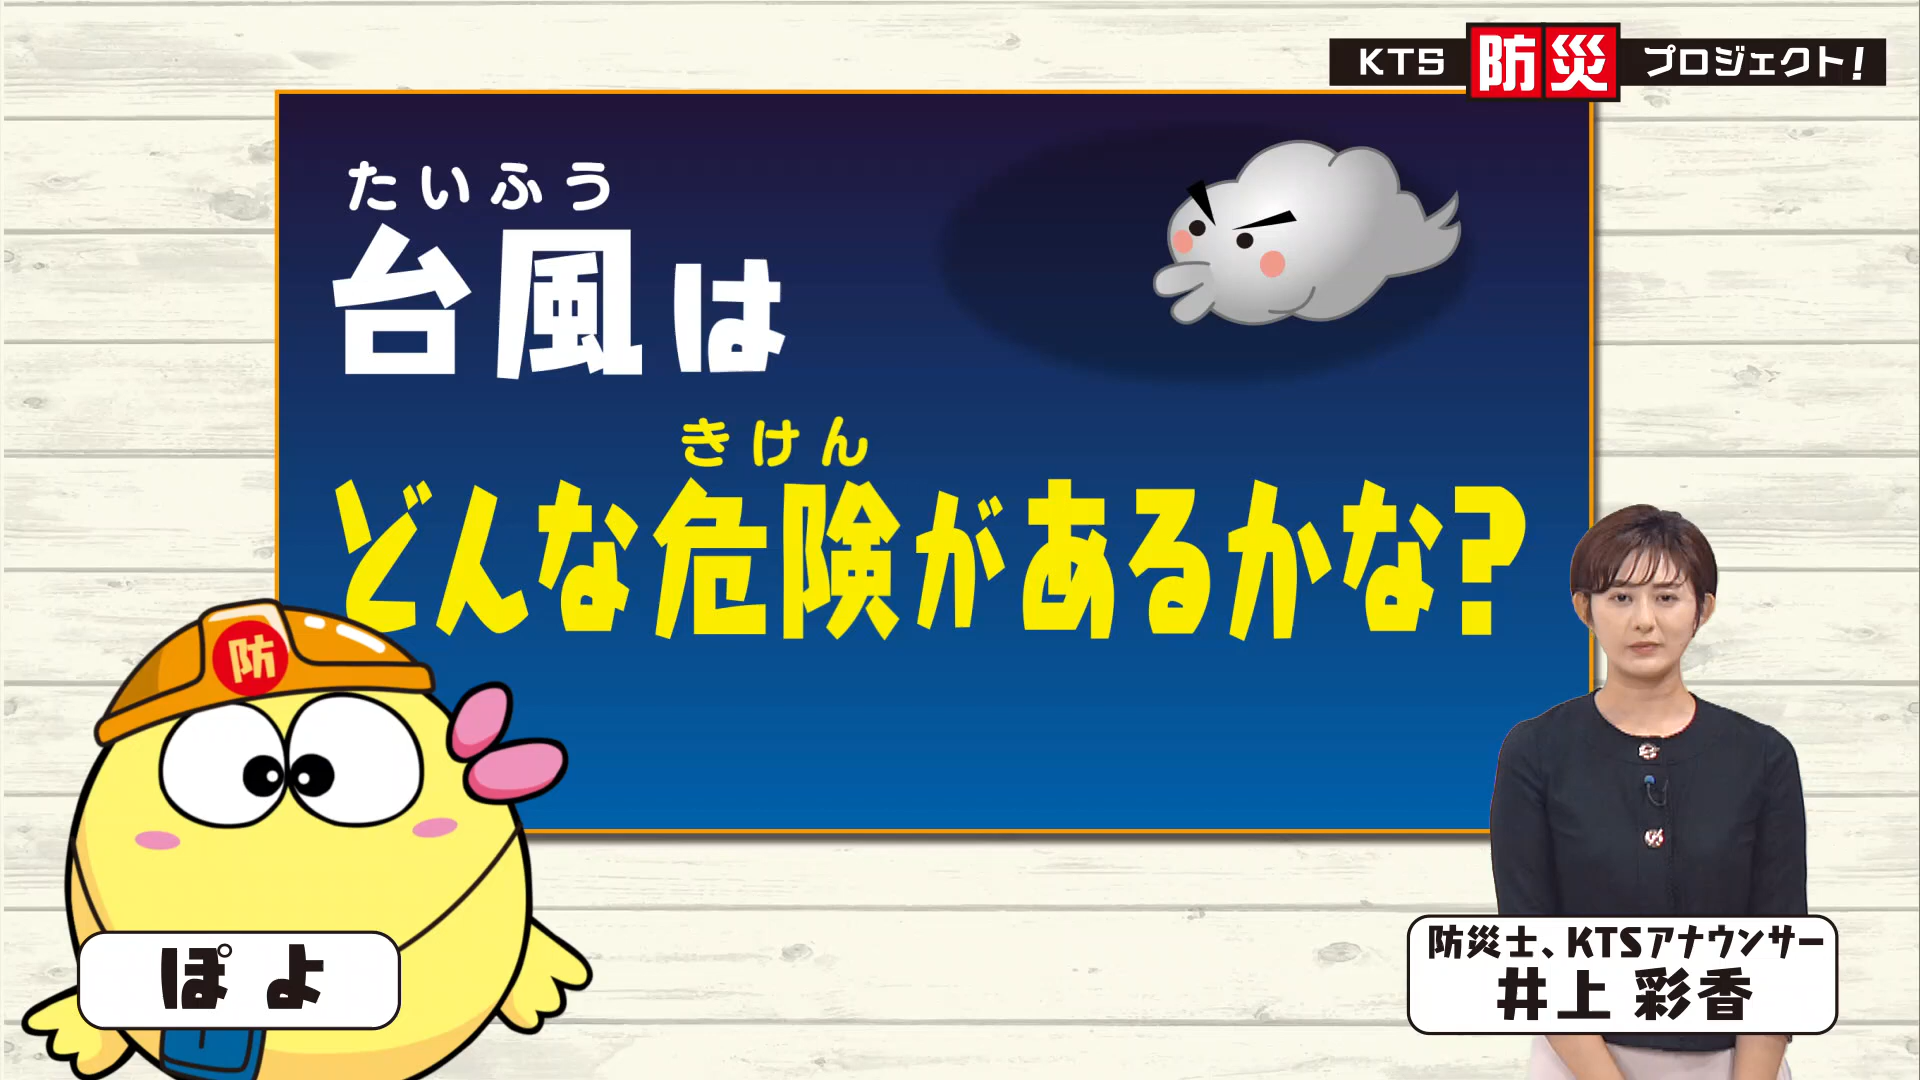 KTS 防災 プロジェクト!
たいふう
台風は
きけん
どんな危険があるかな?
防
ぽよ
防災士、KTSアナウンサー
井上 彩香